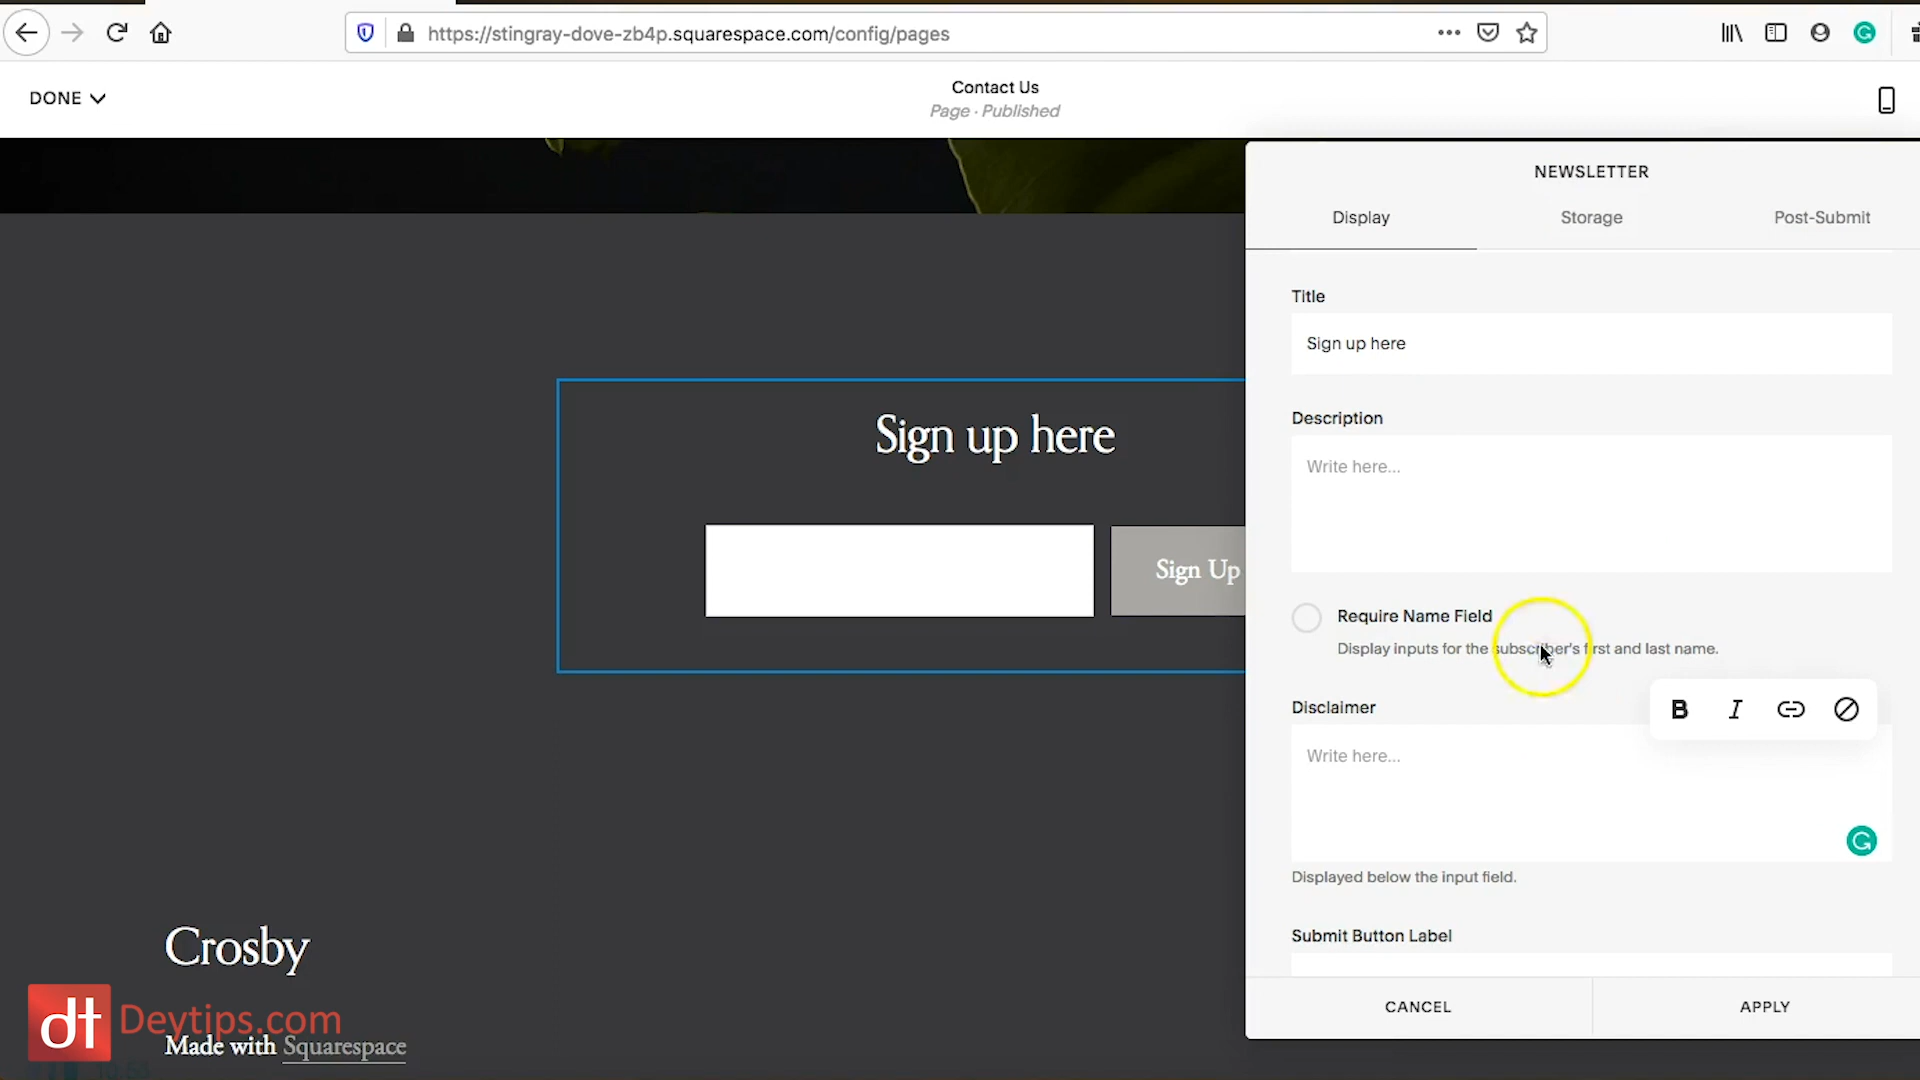 https://stingray-dove-zb4p.squarespace.com/config/pages
DONE
Contact Us
Page · Published
NEWSLETTER
Display
Storage
Post-Submit
Title
Sign up here
Description
Write here...
Require Name Field
Display inputs for the subscriber's first and last name.
Disclaimer
B I
Write here...
Displayed below the input field.
Submit Button Label
CANCEL
APPLY
Sign up here
Sign Up
Crosby
dt Deytips.com
Made with Squarespace